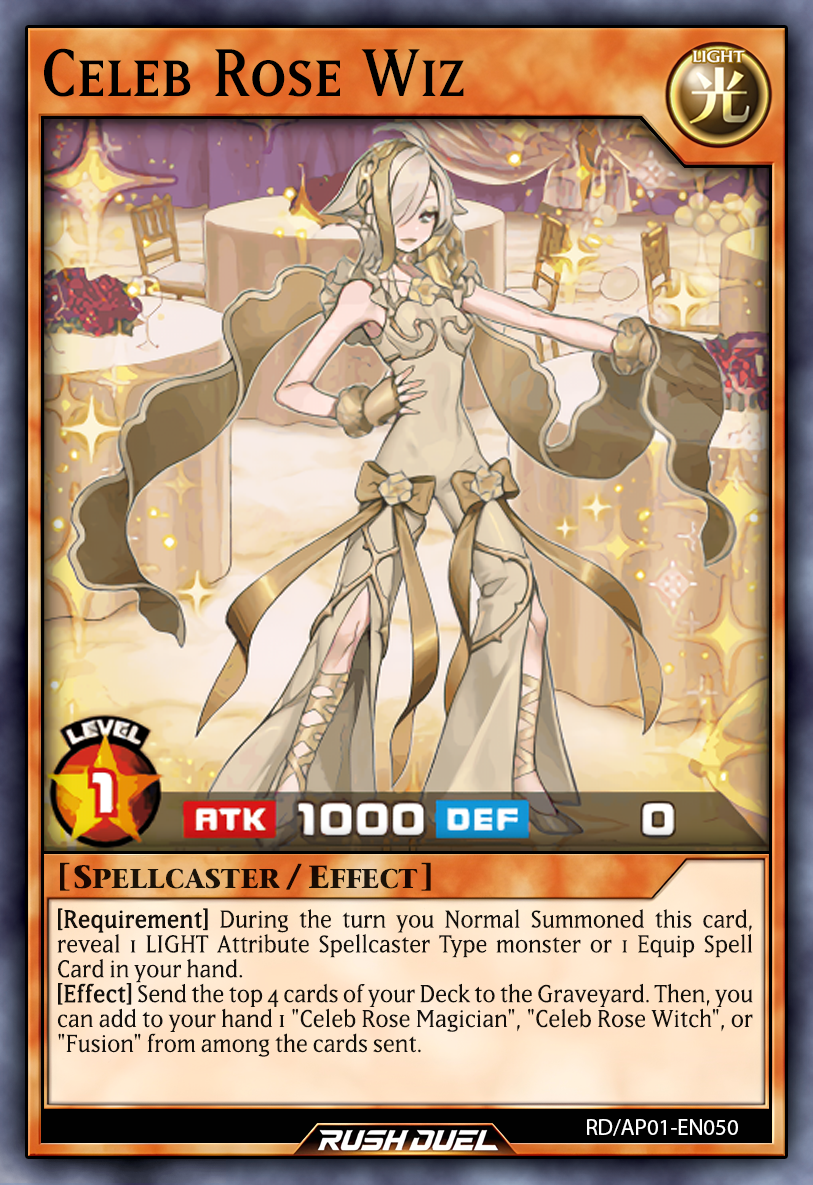 Celeb Rose Wiz
LIGHT
光
LEVEL
1
ATK 1000 DEF 0
[Spellcaster / Effect]
[Requirement] During the turn you Normal Summoned this card,
reveal 1 LIGHT Attribute Spellcaster Type monster or 1 Equip Spell
Card in your hand.
[Effect] Send the top 4 cards of your Deck to the Graveyard. Then, you
can add to your hand 1 "Celeb Rose Magician", "Celeb Rose Witch", or
"Fusion" from among the cards sent.
RD/AP01-EN050
RUSH DUEL